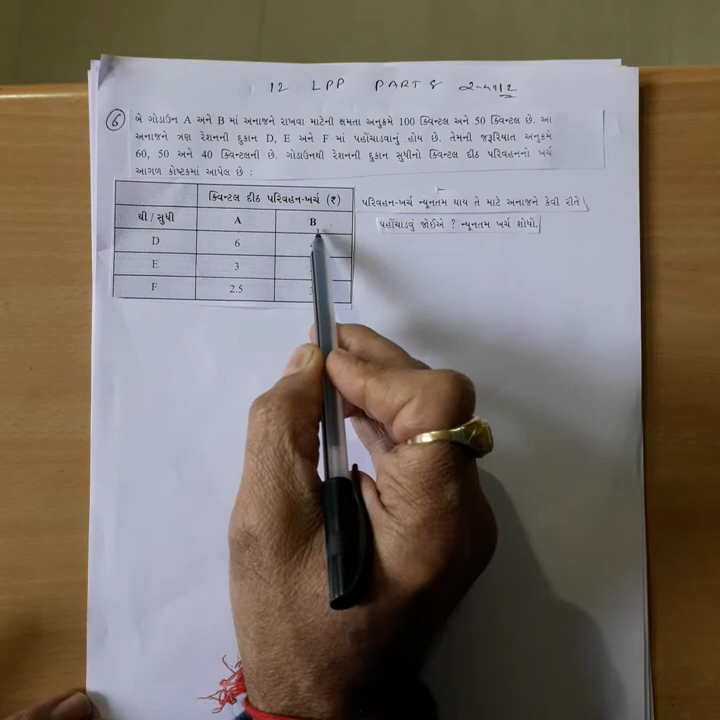 12 LPP PART 8
6 બે ગોડાઉન A અને B માં અનાજને રાખવા માટેની ક્ષમતા અનુક્રમે 100 ક્વિન્ટલ અને 50 ક્વિન્ટલ છે. આ
અનાજને ત્રણ રેશનની દુકાન D, E અને F માં પહોંચાડવાનું હોય છે. તેમની જરૂરિયાત અનુક્રમે
60, 50 અને 40 ક્વિન્ટલની છે. ગોડાઉનથી રેશનની દુકાન સુધીનો ક્વિન્ટલ દીઠ પરિવહનનો ખર્ચ
આગળ કોષ્ટકમાં આપેલ છે :
ક્વિન્ટલ દીઠ પરિવહન-ખર્ચ (₹)
થી / સુધી A B
D 6
E 3
F 2.5
પરિવહન-ખર્ચ ન્યૂનતમ થાય તે માટે અનાજને કેવી રીતે
પહોંચાડવું જોઈએ ? ન્યૂનતમ ખર્ચ શોધો.